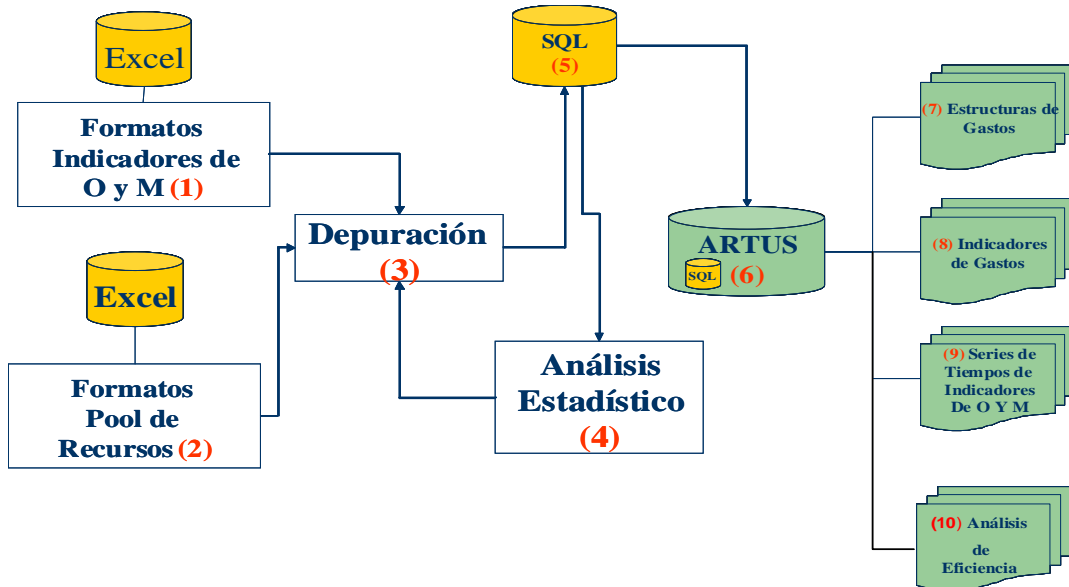 Excel
Formatos
Indicadores de
O y M (1)
Excel
Formatos
Pool de
Recursos (2)
Depuración
(3)
SQL
(5)
Análisis
Estadístico
(4)
ARTUS
SQL (6)
(7) Estructuras de
Gastos
(8) Indicadores
de Gastos
(9) Series de
Tiempos de
Indicadores
De O Y M
(10) Análisis
de
Eficiencia